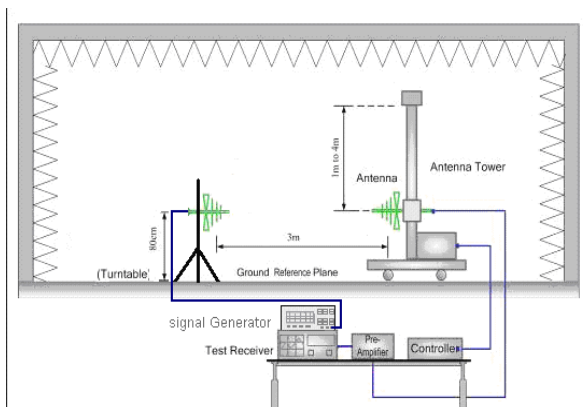 1m to 4m
Antenna Tower
Antenna
80cm
3m
(Turntable)
Ground Reference Plane
signal Generator
Test Receiver
Pre-
Amplifier
Controller